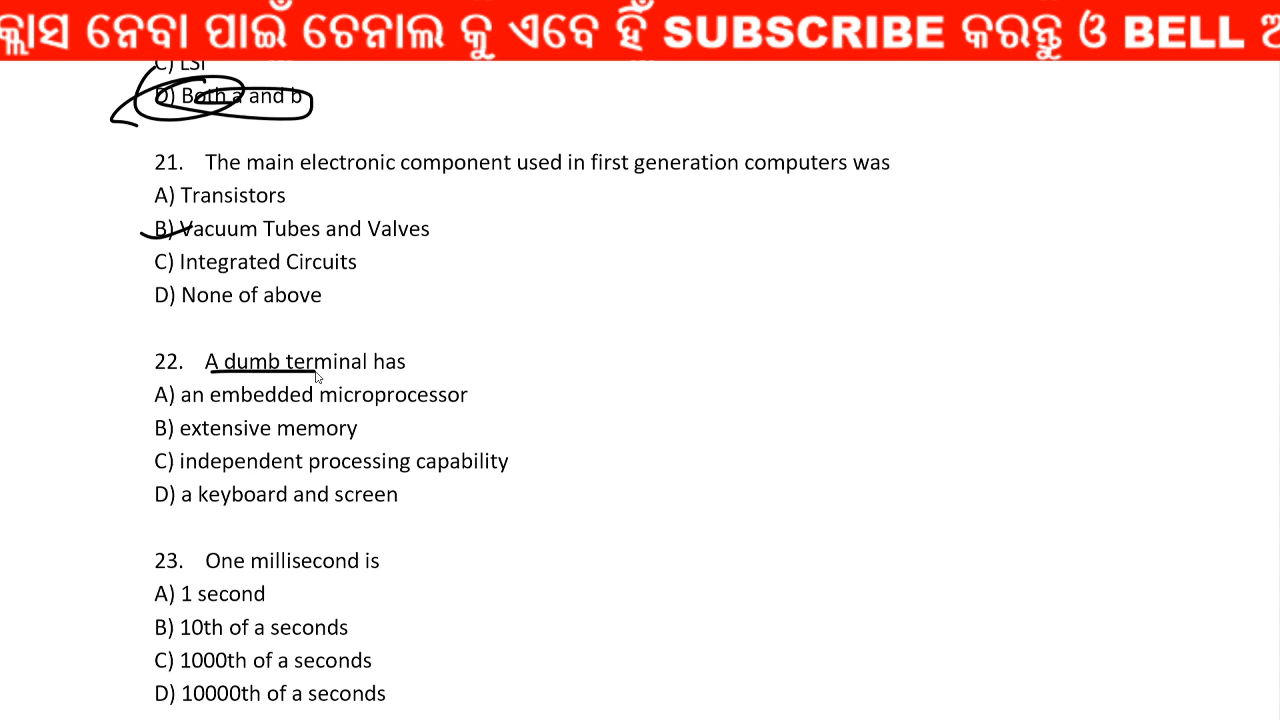 କ୍ଲାସ ନେବା ପାଇଁ ଚେନାଲ କୁ ଏବେ ହିଁ SUBSCRIBE କରନ୍ତୁ ଓ BELL
C) LSI
D) Both a and b
21. The main electronic component used in first generation computers was
A) Transistors
B) Vacuum Tubes and Valves
C) Integrated Circuits
D) None of above
22. A dumb terminal has
A) an embedded microprocessor
B) extensive memory
C) independent processing capability
D) a keyboard and screen
23. One millisecond is
A) 1 second
B) 10th of a seconds
C) 1000th of a seconds
D) 10000th of a seconds